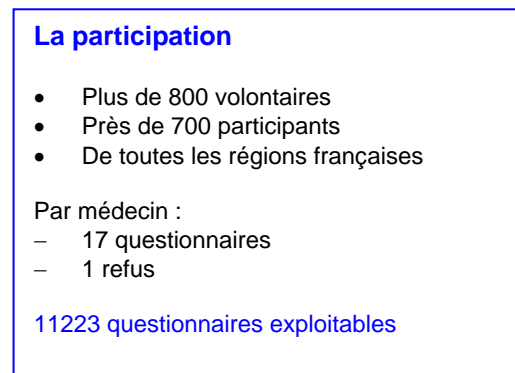 La participation
• Plus de 800 volontaires
• Près de 700 participants
• De toutes les régions françaises
Par médecin :
− 17 questionnaires
− 1 refus
11223 questionnaires exploitables